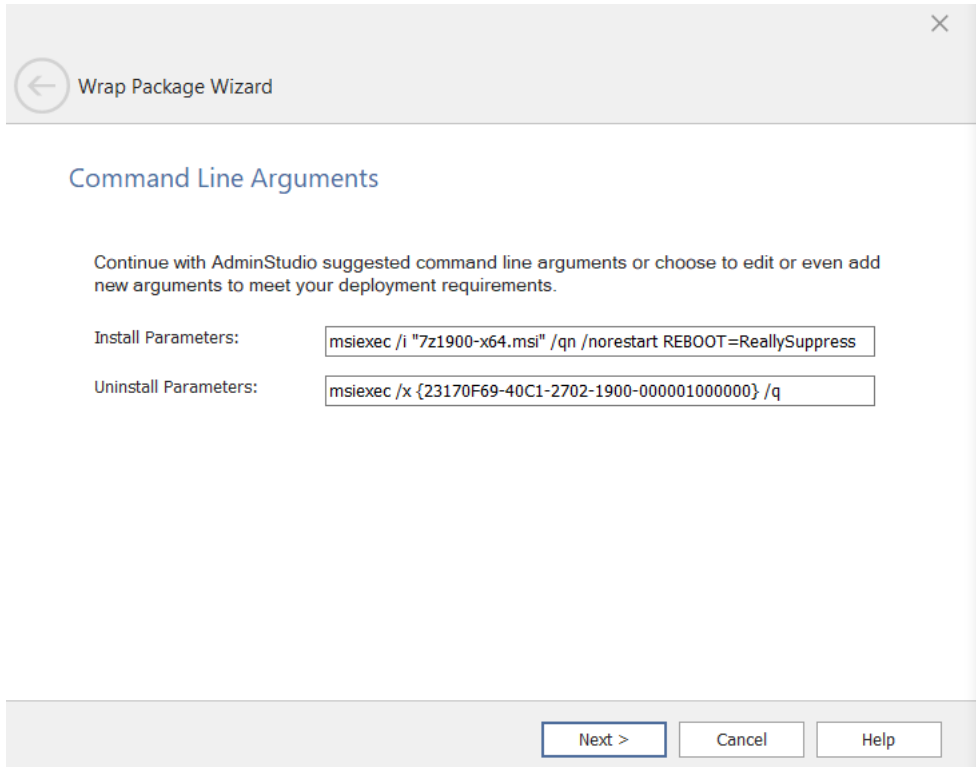 Wrap Package Wizard
Command Line Arguments
Continue with AdminStudio suggested command line arguments or choose to edit or even add
new arguments to meet your deployment requirements.
Install Parameters:
msiexec /i "7z1900-x64.msi" /qn /norestart REBOOT=ReallySuppress
Uninstall Parameters:
msiexec /x {23170F69-40C1-2702-1900-000001000000} /q
Next >
Cancel
Help